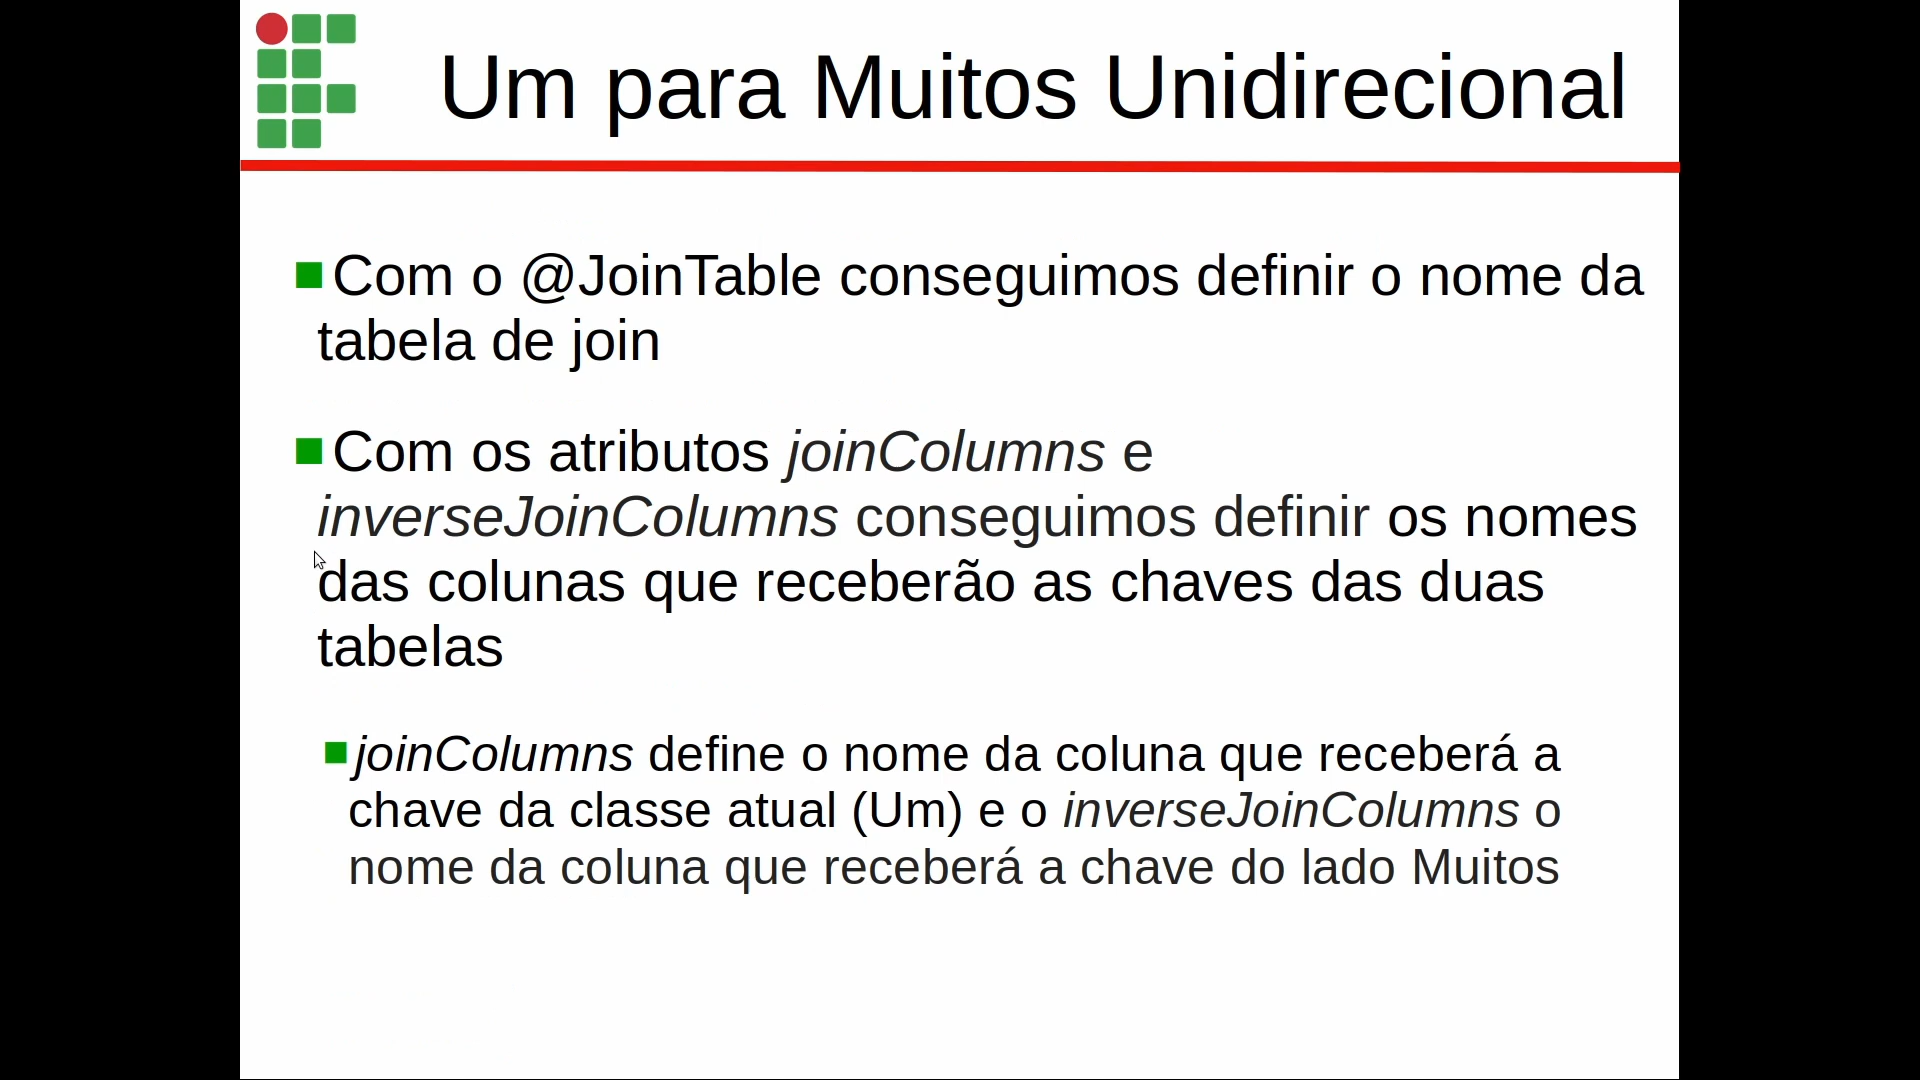 Um para Muitos Unidirecional
Com o @JoinTable conseguimos definir o nome da
tabela de join
Com os atributos joinColumns e
inverseJoinColumns conseguimos definir os nomes
das colunas que receberão as chaves das duas
tabelas
joinColumns define o nome da coluna que receberá a
chave da classe atual (Um) e o inverseJoinColumns o
nome da coluna que receberá a chave do lado Muitos